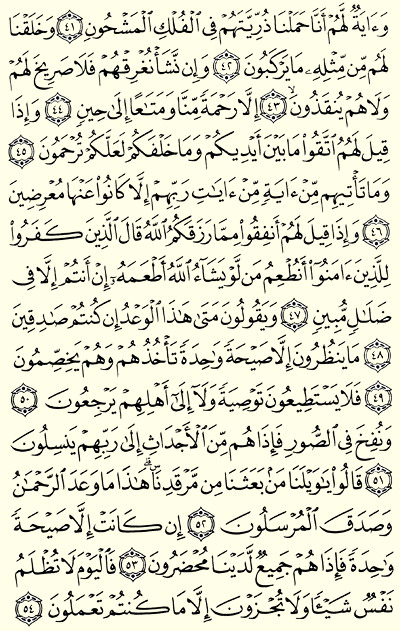 وَءَايَةٌ لَّهُمْ أَنَّا حَمَلْنَا ذُرِّيَّتَهُمْ فِي الْفُلْكِ الْمَشْحُونِ ٤١ وَخَلَقْنَا
لَهُم مِّن مِّثْلِهِۦ مَا يَرْكَبُونَ ٤٢ وَإِن نَّشَأْ نُغْرِقْهُمْ فَلَا صَرِيخَ لَهُمْ
وَلَا هُمْ يُنقَذُونَ ٤٣ إِلَّا رَحْمَةً مِّنَّا وَمَتَٰعًا إِلَىٰ حِينٍ ٤٤ وَإِذَا
قِيلَ لَهُمُ اتَّقُوا۟ مَا بَيْنَ أَيْدِيكُمْ وَمَا خَلْفَكُمْ لَعَلَّكُمْ تُرْحَمُونَ ٤٥
وَمَا تَأْتِيهِم مِّنْ ءَايَةٍ مِّنْ ءَايَٰتِ رَبِّهِمْ إِلَّا كَانُوا۟ عَنْهَا مُعْرِضِينَ
٤٦ وَإِذَا قِيلَ لَهُمْ أَنفِقُوا۟ مِمَّا رَزَقَكُمُ اللَّهُ قَالَ الَّذِينَ كَفَرُوا۟
لِلَّذِينَ ءَامَنُوٓا۟ أَنُطْعِمُ مَن لَّوْ يَشَآءُ اللَّهُ أَطْعَمَهُۥٓ إِنْ أَنتُمْ إِلَّا فِي
ضَلَٰلٍ مُّبِينٍ ٤٧ وَيَقُولُونَ مَتَىٰ هَٰذَا الْوَعْدُ إِن كُنتُمْ صَٰدِقِينَ
٤٨ مَا يَنظُرُونَ إِلَّا صَيْحَةً وَٰحِدَةً تَأْخُذُهُمْ وَهُمْ يَخِصِّمُونَ
٤٩ فَلَا يَسْتَطِيعُونَ تَوْصِيَةً وَلَآ إِلَىٰٓ أَهْلِهِمْ يَرْجِعُونَ ٥٠
وَنُفِخَ فِي الصُّورِ فَإِذَا هُم مِّنَ الْأَجْدَاثِ إِلَىٰ رَبِّهِمْ يَنسِلُونَ
٥١ قَالُوا۟ يَٰوَيْلَنَا مَنۢ بَعَثَنَا مِن مَّرْقَدِنَا ۜ ۗ هَٰذَا مَا وَعَدَ الرَّحْمَٰنُ
وَصَدَقَ الْمُرْسَلُونَ ٥٢ إِن كَانَتْ إِلَّا صَيْحَةً
وَٰحِدَةً فَإِذَا هُمْ جَمِيعٌ لَّدَيْنَا مُحْضَرُونَ ٥٣ فَالْيَوْمَ لَا تُظْلَمُ
نَفْسٌ شَيْـًٔا وَلَا تُجْزَوْنَ إِلَّا مَا كُنتُمْ تَعْمَلُونَ ٥٤